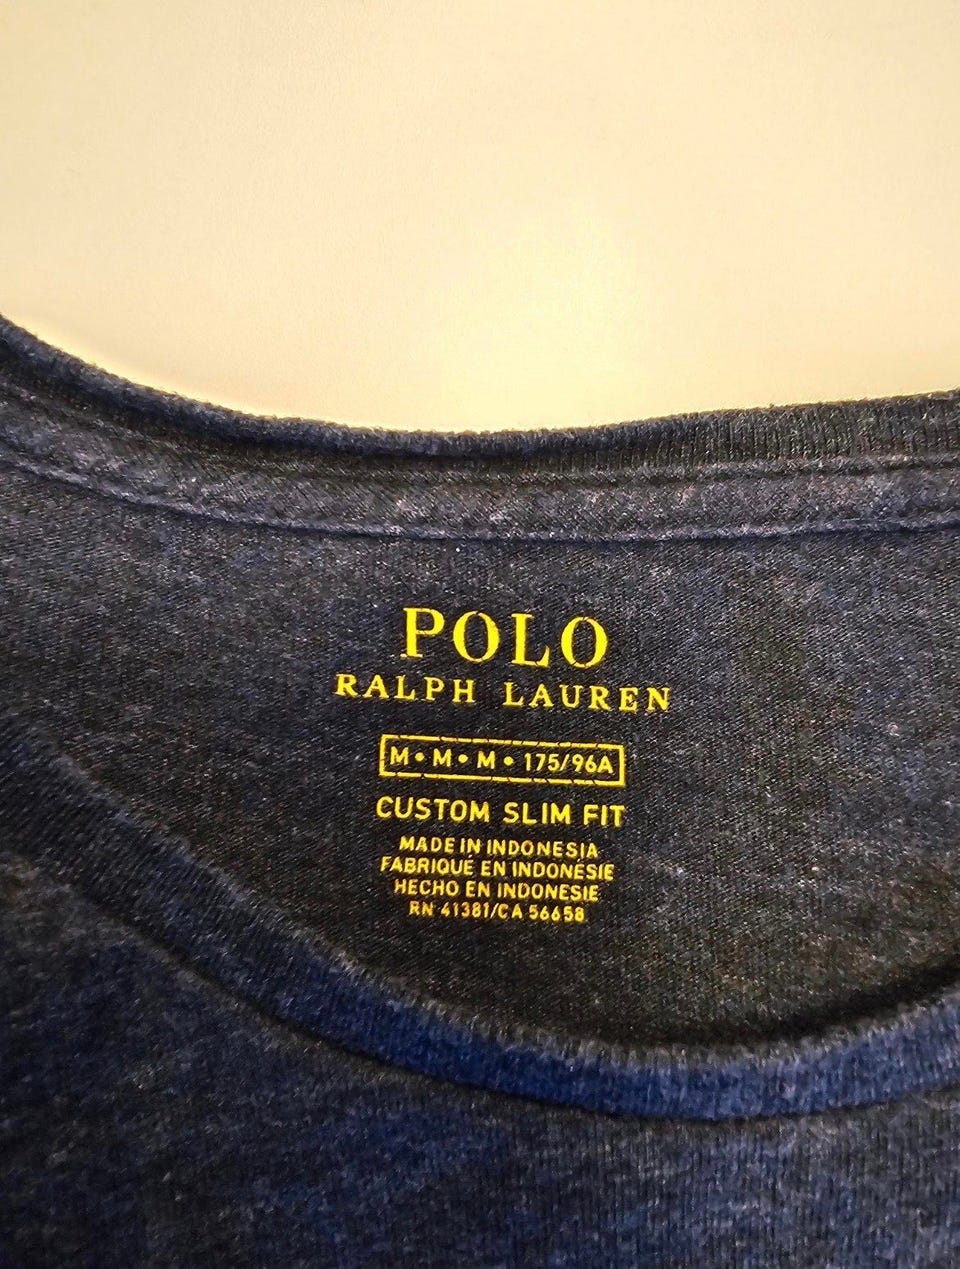 POLO
RALPH LAUREN
M • M • M • 175/96A
CUSTOM SLIM FIT
MADE IN INDONESIA
FABRIQUÉ EN INDONÉSIE
HECHO EN INDONESIE
RN 41381/CA 56658